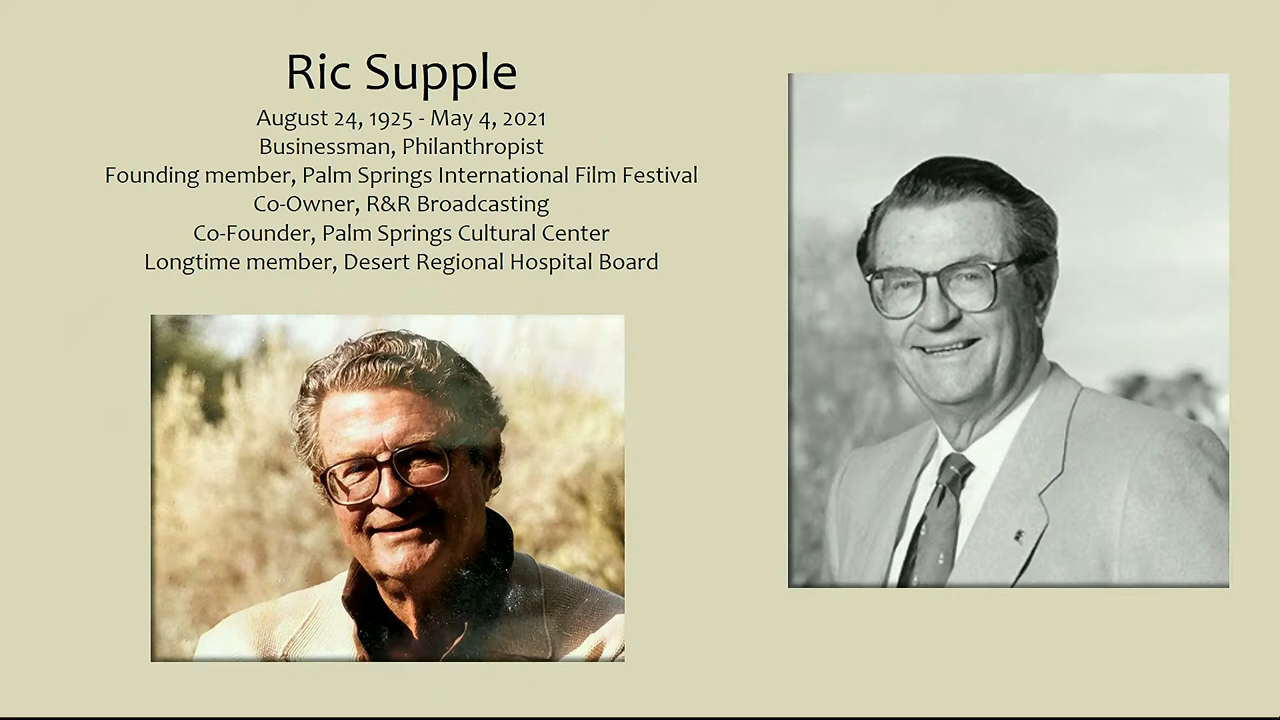 Ric Supple
August 24, 1925 - May 4, 2021
Businessman, Philanthropist
Founding member, Palm Springs International Film Festival
Co-Owner, R&R Broadcasting
Co-Founder, Palm Springs Cultural Center
Longtime member, Desert Regional Hospital Board